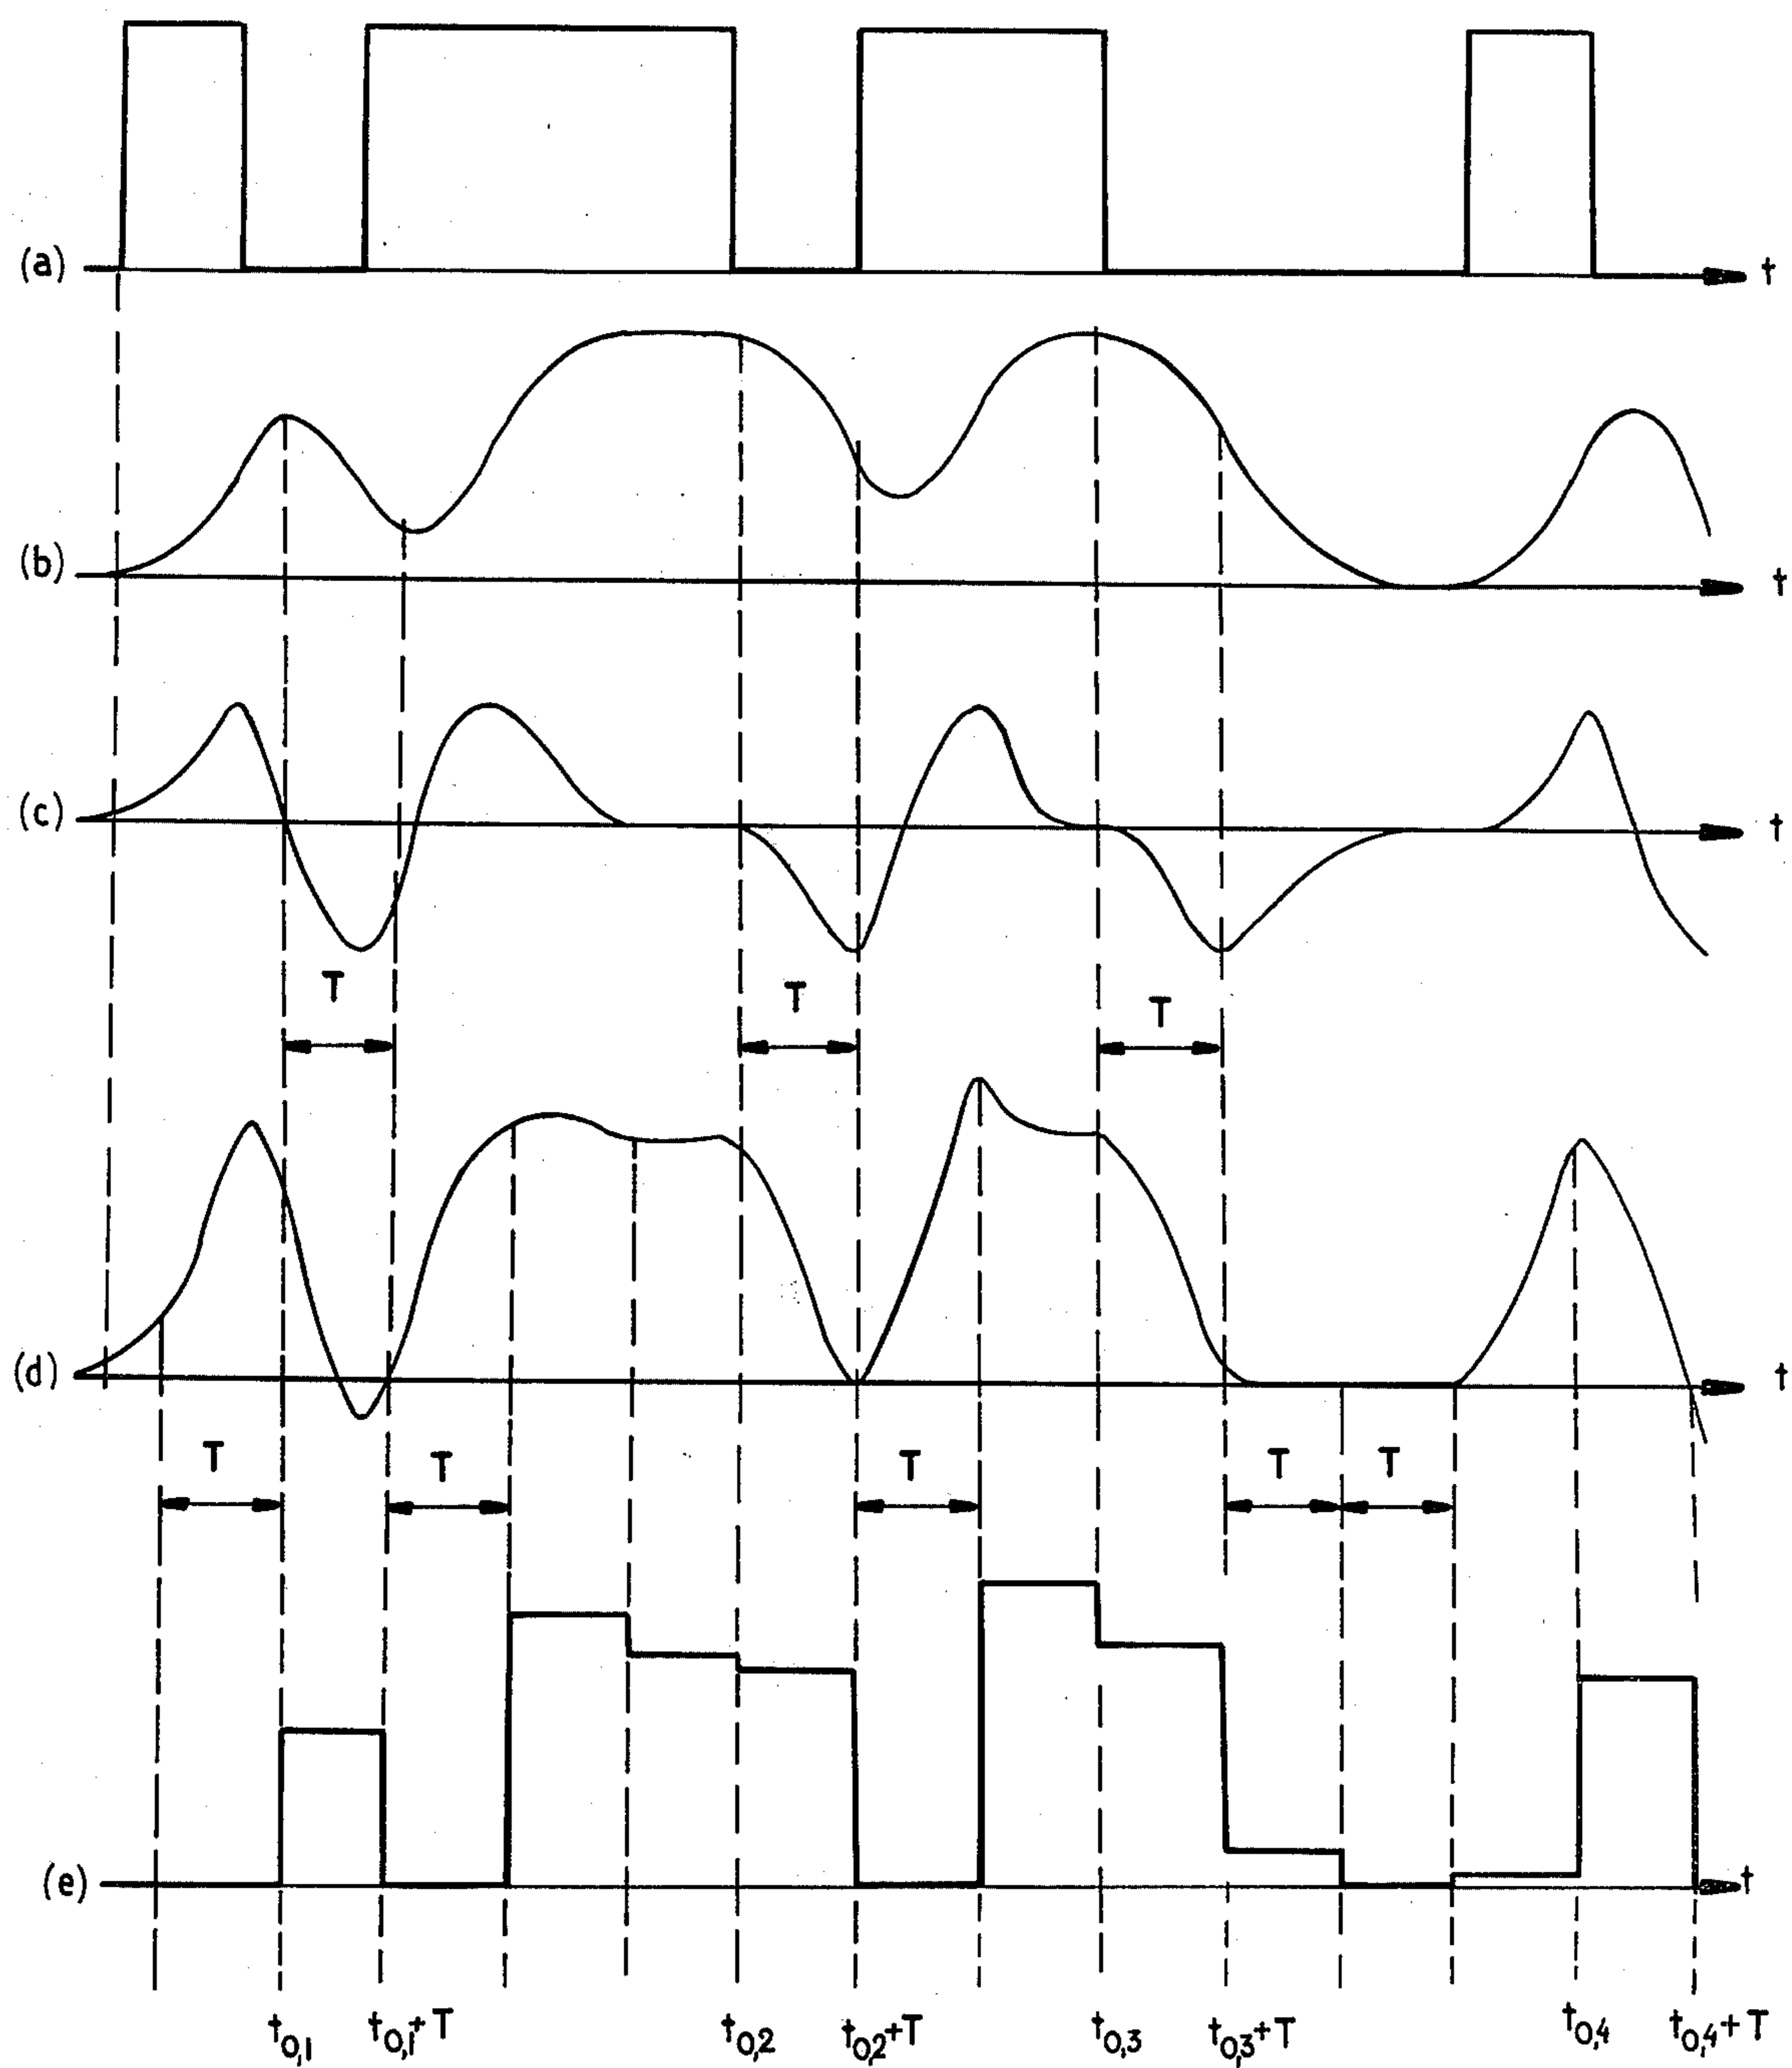 (a) t
(b) t
(c) t
T T T
(d) t
T T T T T
(e) t
t0,1 t0,1+T t0,2 t0,2+T t0,3 t0,3+T t0,4 t0,4+T